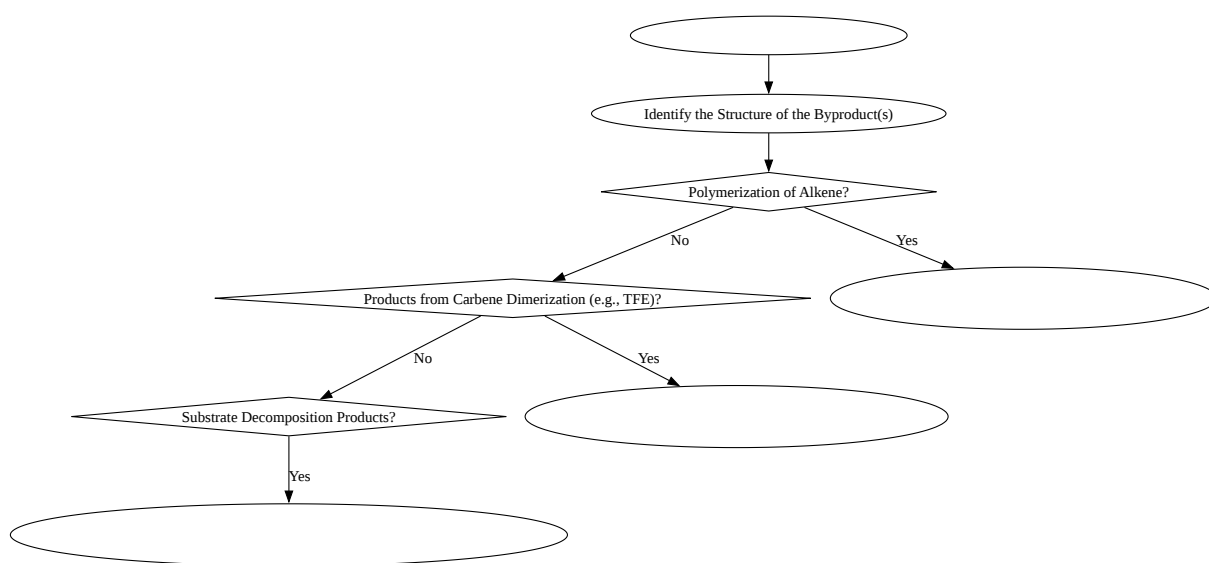 Identify the Structure of the Byproduct(s)
Polymerization of Alkene?
No
Yes
Products from Carbene Dimerization (e.g., TFE)?
No
Yes
Substrate Decomposition Products?
Yes